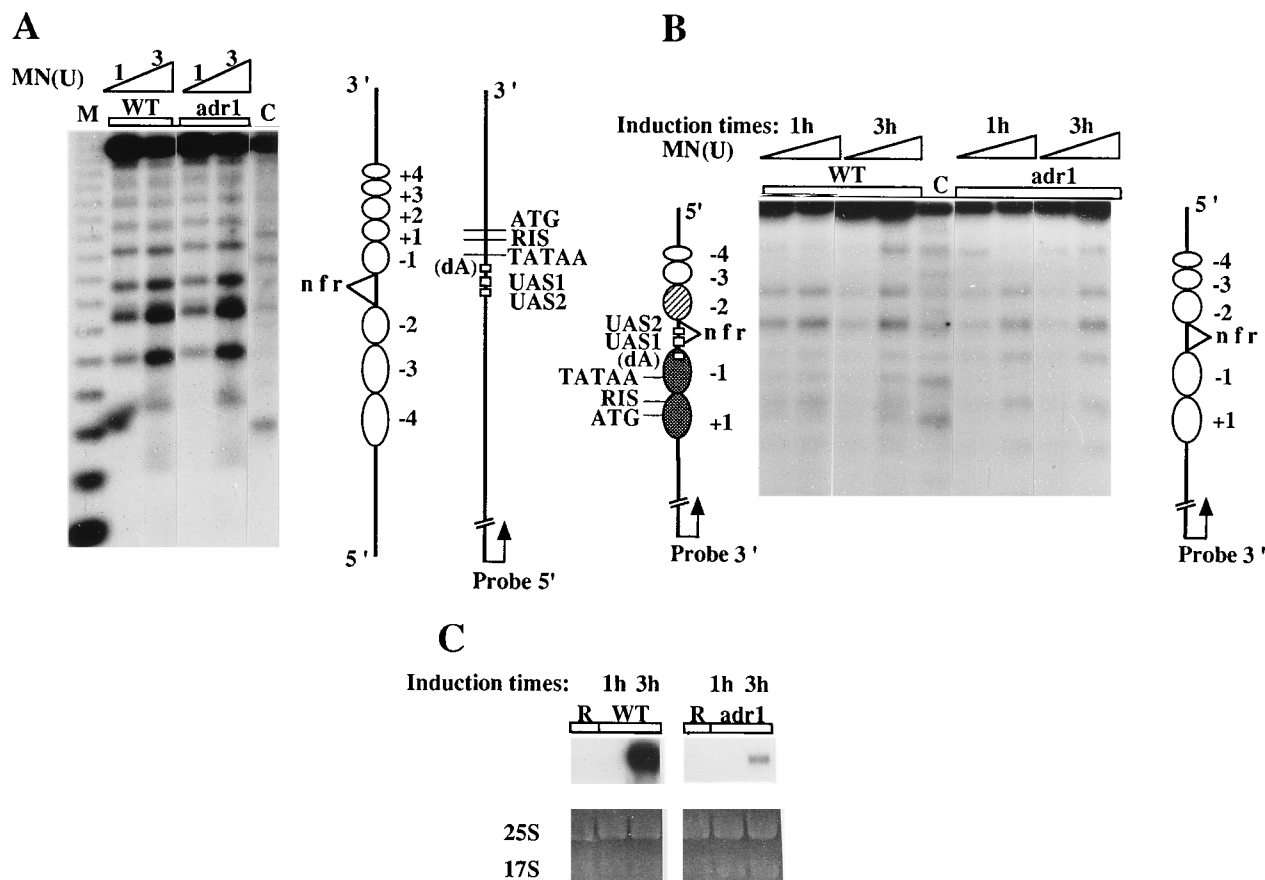 A
1 3 1 3
MN(U)
M WT adr1 C
3' 3'
+4
+3
+2
+1
-1
n f r
-2
-3
-4
5'
ATG
RIS
TATAA
(dA)
UAS1
UAS2
Probe 5'
B
Induction times: 1h 3h 1h 3h
MN(U)
WT C adr1
5' 5'
-4
-3
-2
UAS2
n f r
UAS1
(dA)
TATAA
-1
RIS
ATG
+1
Probe 3'
-4
-3
-2
n f r
-1
+1
Probe 3'
C
Induction times: 1h 3h 1h 3h
R WT R adr1
25S
17S